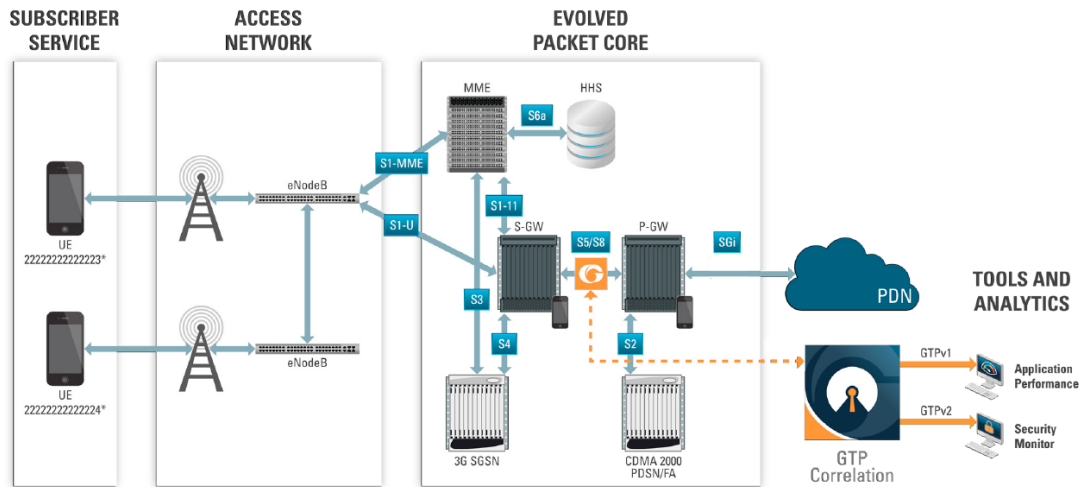 SUBSCRIBER
SERVICE
ACCESS
NETWORK
EVOLVED
PACKET CORE
MME
HHS
S6a
S1-MME
eNodeB
S1-11
S1-U
S-GW
P-GW
UE
22222222222223*
S5/S8
SGi
G
PDN
TOOLS AND
ANALYTICS
S3
S4
S2
eNodeB
UE
22222222222224*
GTPv1
Application
Performance
GTPv2
Security
Monitor
3G SGSN
CDMA 2000
PDSN/FA
GTP
Correlation